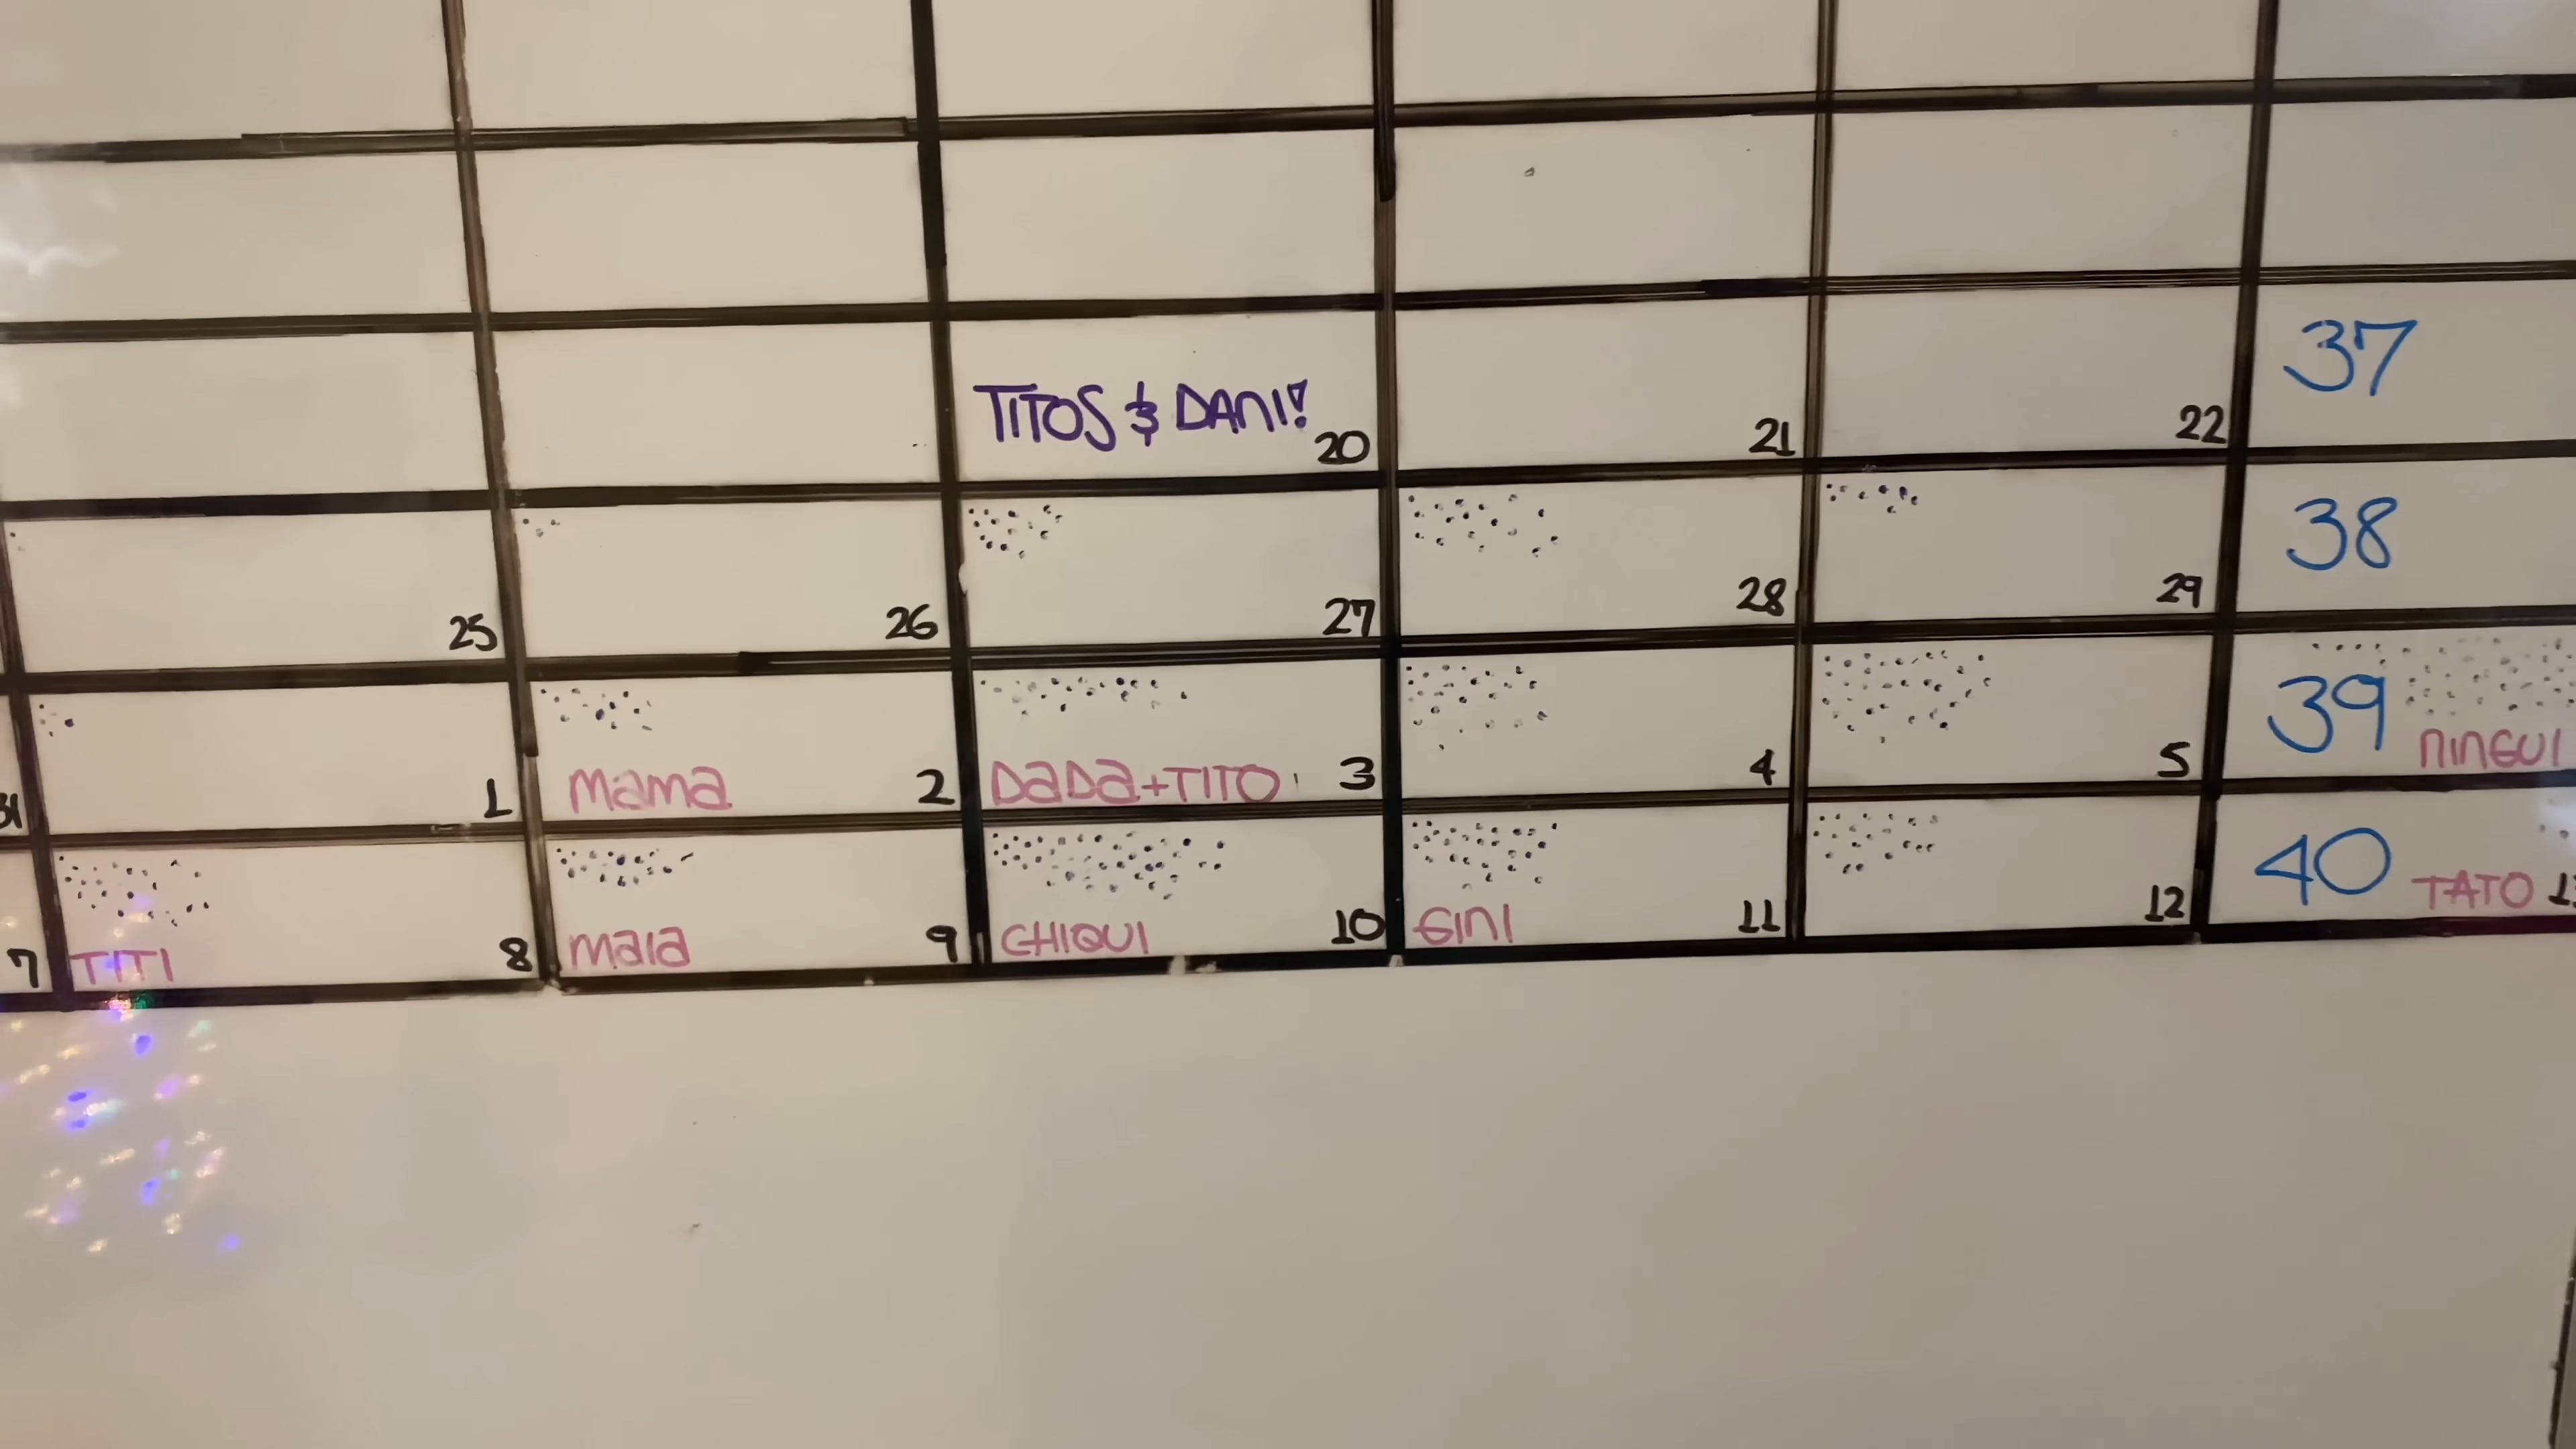 37
TITOS & DANI! 20 21 22
38
25 26 27 28 29
39
31 1 mama 2 DaDa+TITO 3 4 5 NINGUI
40
7 TITI 8 maia 9 CHIQUI 10 GINI 11 12 TATO